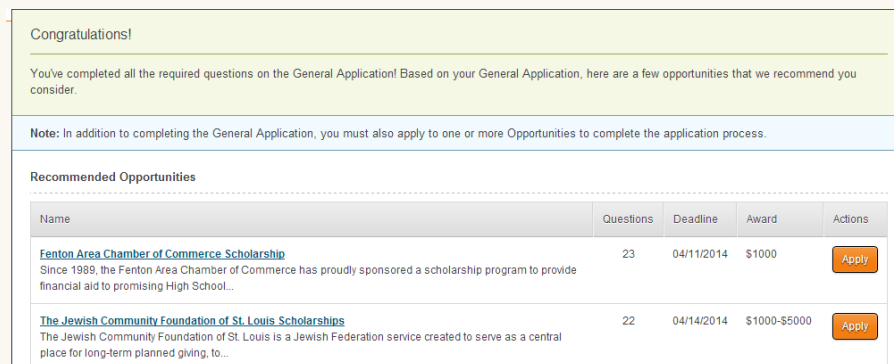 Congratulations!
You've completed all the required questions on the General Application! Based on your General Application, here are a few opportunities that we recommend you
consider.
Note: In addition to completing the General Application, you must also apply to one or more Opportunities to complete the application process.
Recommended Opportunities
Name Questions Deadline Award Actions
Fenton Area Chamber of Commerce Scholarship 23 04/11/2014 $1000 Apply
Since 1989, the Fenton Area Chamber of Commerce has proudly sponsored a scholarship program to provide
financial aid to promising High School...
The Jewish Community Foundation of St. Louis Scholarships 22 04/14/2014 $1000-$5000 Apply
The Jewish Community Foundation of St. Louis is a Jewish Federation service created to serve as a central
place for long-term planned giving, to...